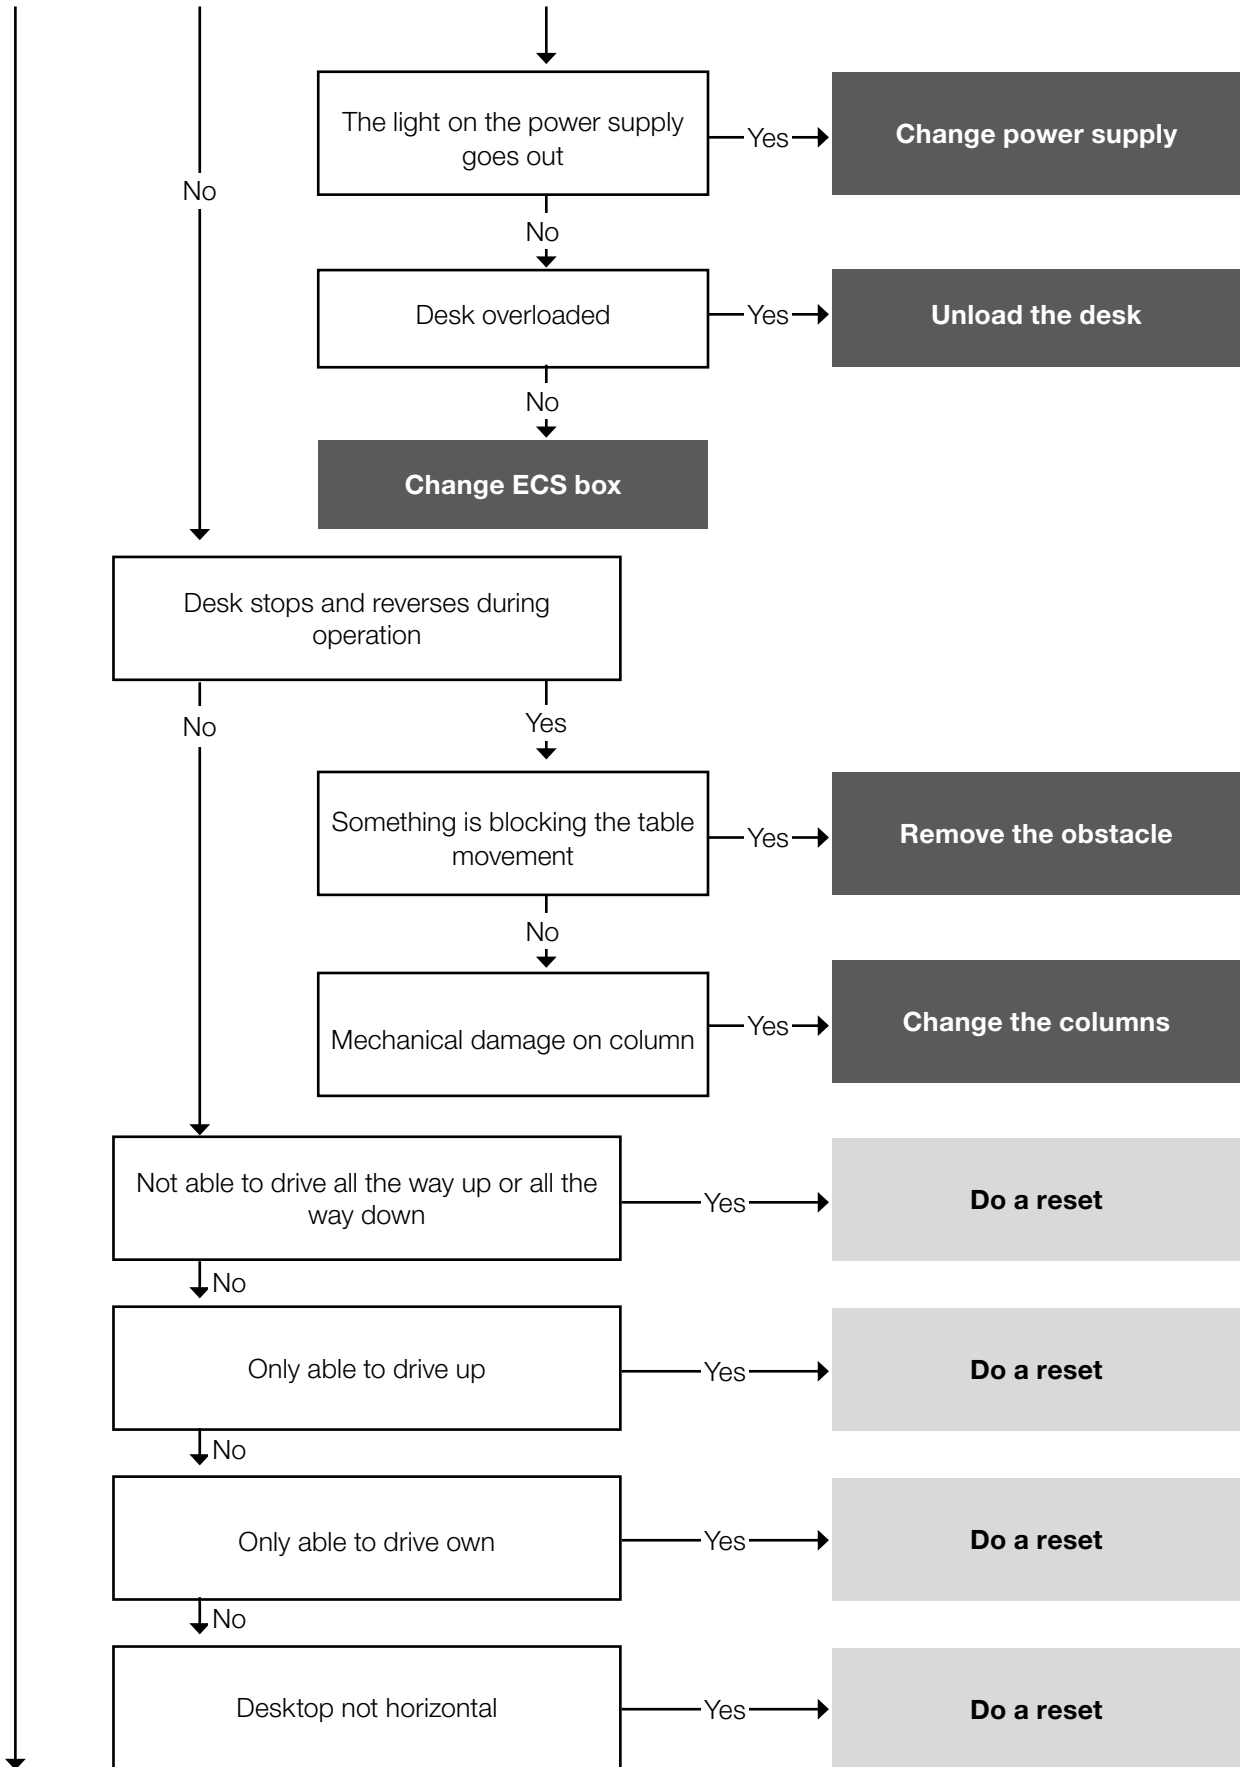 The light on the power supply
goes out
Yes
Change power supply
No
No
Desk overloaded
Yes
Unload the desk
No
Change ECS box
Desk stops and reverses during
operation
No
Yes
Something is blocking the table
movement
Yes
Remove the obstacle
No
Mechanical damage on column
Yes
Change the columns
Not able to drive all the way up or all the
way down
Yes
Do a reset
No
Only able to drive up
Yes
Do a reset
No
Only able to drive own
Yes
Do a reset
No
Desktop not horizontal
Yes
Do a reset